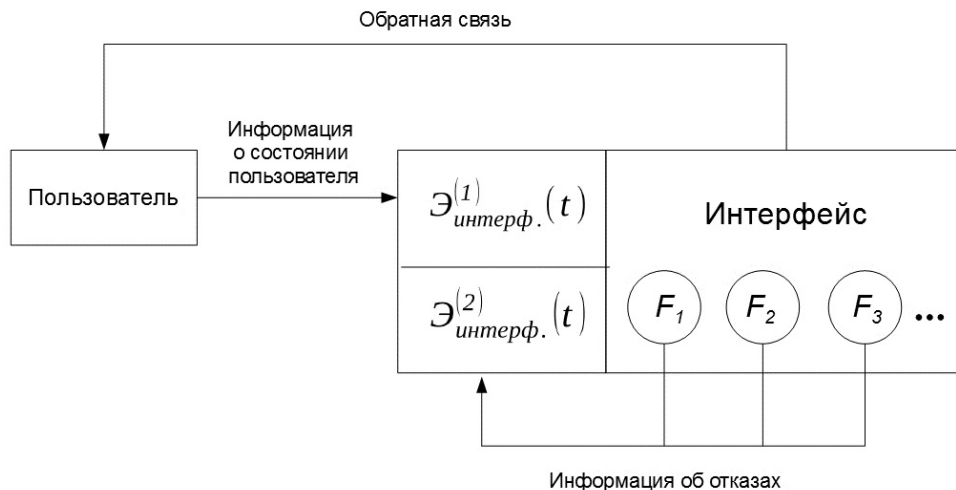 Обратная связь
Информация
о состоянии
пользователя
Пользователь
Э⁽¹⁾интерф.(t)
Интерфейс
Э⁽²⁾интерф.(t)
F₁ F₂ F₃ ...
Информация об отказах